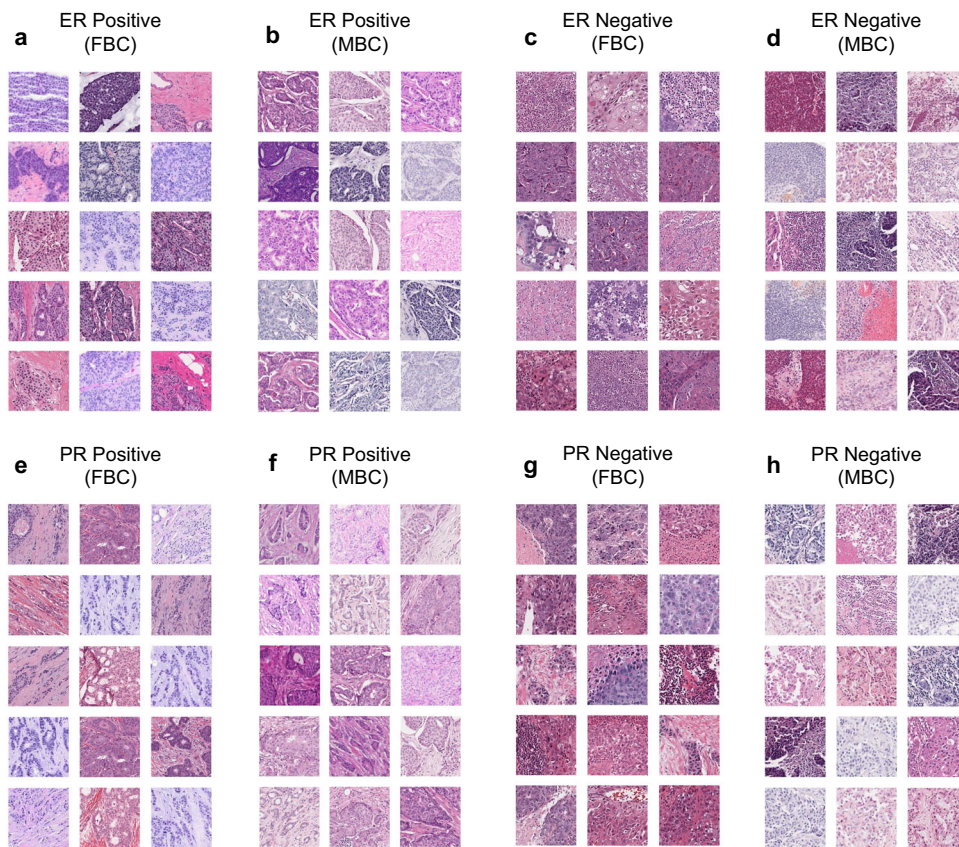 a
ER Positive
(FBC)
b
ER Positive
(MBC)
c
ER Negative
(FBC)
d
ER Negative
(MBC)
e
PR Positive
(FBC)
f
PR Positive
(MBC)
g
PR Negative
(FBC)
h
PR Negative
(MBC)